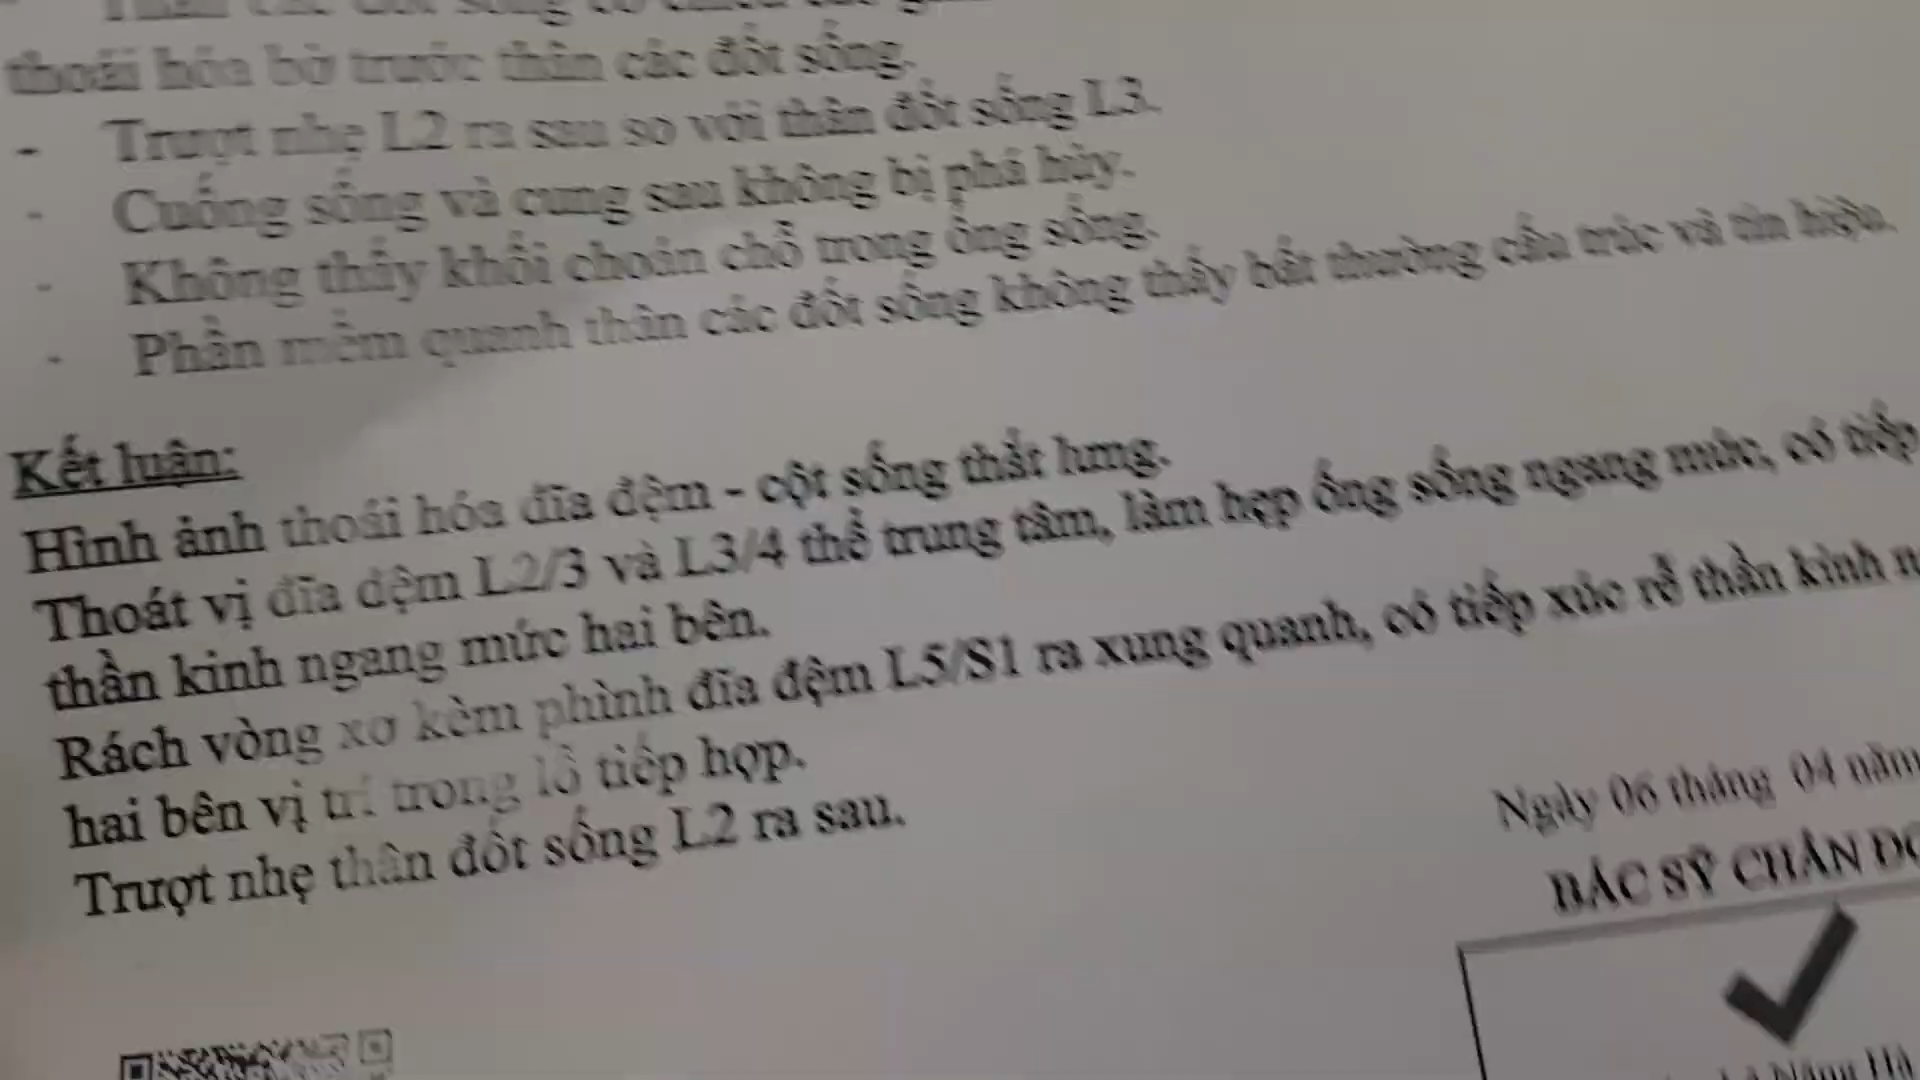 thoái hóa bờ trước thân các đốt sống.
- Trượt nhẹ L2 ra sau so với thân đốt sống L3.
- Cuống sống và cung sau không bị phá hủy.
- Không thấy khối choán chỗ trong ống sống.
- Phần mềm quanh thân các đốt sống không thấy bất thường cấu trúc và tín hiệu.
Kết luận:
Hình ảnh thoái hóa đĩa đệm - cột sống thắt lưng.
Thoát vị đĩa đệm L2/3 và L3/4 thể trung tâm, làm hẹp ống sống ngang mức, có tiếp
thần kinh ngang mức hai bên.
Rách vòng xơ kèm phình đĩa đệm L5/S1 ra xung quanh, có tiếp xúc rễ thần kinh
hai bên vị trí trong lỗ tiếp hợp.
Trượt nhẹ thân đốt sống L2 ra sau.
Ngày 06 tháng 04 năm
BÁC SỸ CHẨN